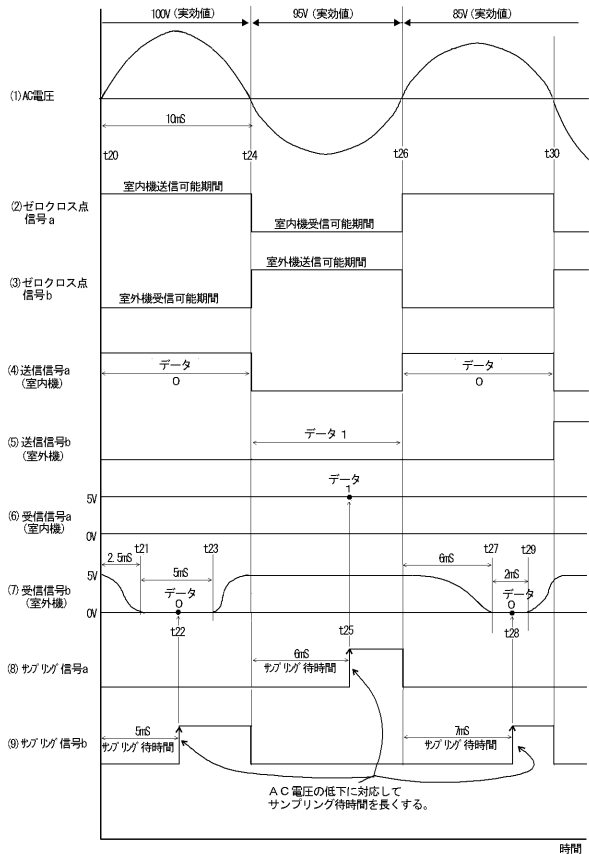 100V（実効値）　95V（実効値）　85V（実効値）
(1)AC電圧
10mS
t20　t24　t26　t30
室内機送信可能期間
(2)ゼロクロス点
信号a
室内機受信可能期間
室外機送信可能期間
(3)ゼロクロス点
信号b
室外機受信可能期間
(4)送信信号a
(室内機)
データ　データ
0　0
(5)送信信号b
(室外機)
データ1
データ
1
5V
(6)受信信号a
(室内機)
0V
t21　t23　t27　t29
2.5mS　5mS　6mS　2mS
5V
(7)受信信号b
(室外機)
データ　データ
0　0
0V
t22　t25　t28
(8)サンプリング信号a
6mS
サンプリング待時間
(9)サンプリング信号b
5mS　7mS
サンプリング待時間　サンプリング待時間
AC電圧の低下に対応して
サンプリング待時間を長くする。
時間